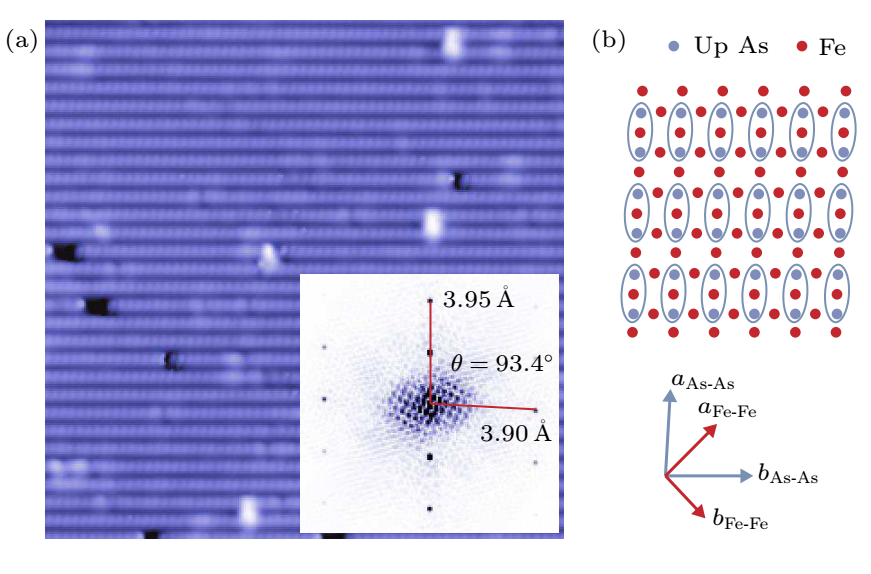 (a)
3.95 Å
θ = 93.4°
3.90 Å
(b)
Up As
Fe
a_As-As
a_Fe-Fe
b_As-As
b_Fe-Fe